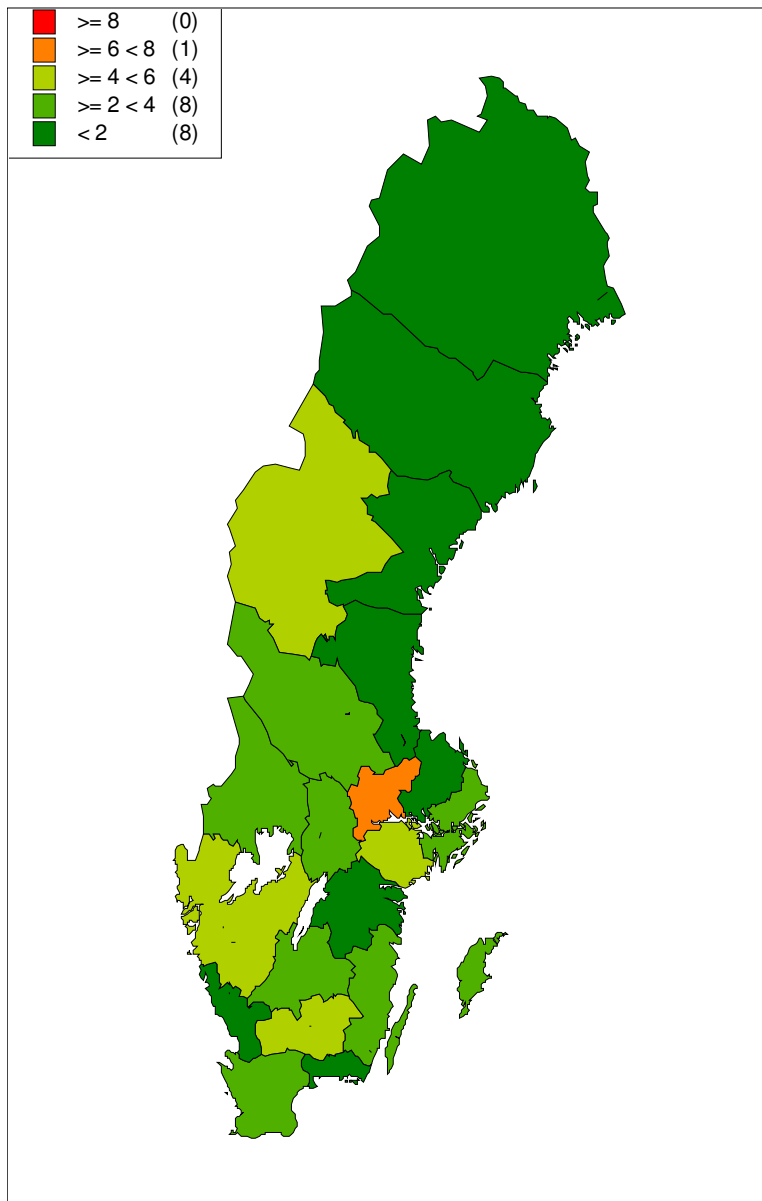 >= 8 (0)
>= 6 < 8 (1)
>= 4 < 6 (4)
>= 2 < 4 (8)
< 2 (8)